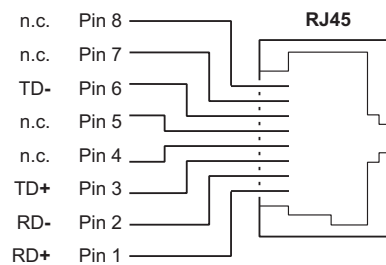 RJ45
n.c. Pin 8
n.c. Pin 7
TD- Pin 6
n.c. Pin 5
n.c. Pin 4
TD+ Pin 3
RD- Pin 2
RD+ Pin 1